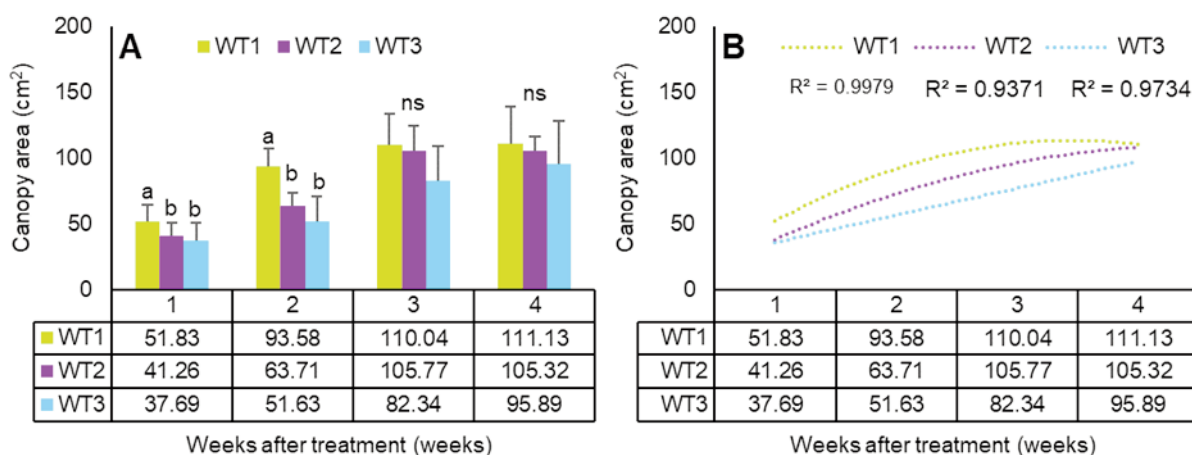 A
WT1 WT2 WT3
Canopy area (cm²)
200
150
100
50
0
a b b
a b b
ns
ns
1 2 3 4
WT1 51.83 93.58 110.04 111.13
WT2 41.26 63.71 105.77 105.32
WT3 37.69 51.63 82.34 95.89
Weeks after treatment (weeks)
B
WT1 WT2 WT3
R² = 0.9979 R² = 0.9371 R² = 0.9734
Canopy area (cm²)
200
150
100
50
0
1 2 3 4
WT1 51.83 93.58 110.04 111.13
WT2 41.26 63.71 105.77 105.32
WT3 37.69 51.63 82.34 95.89
Weeks after treatment (weeks)